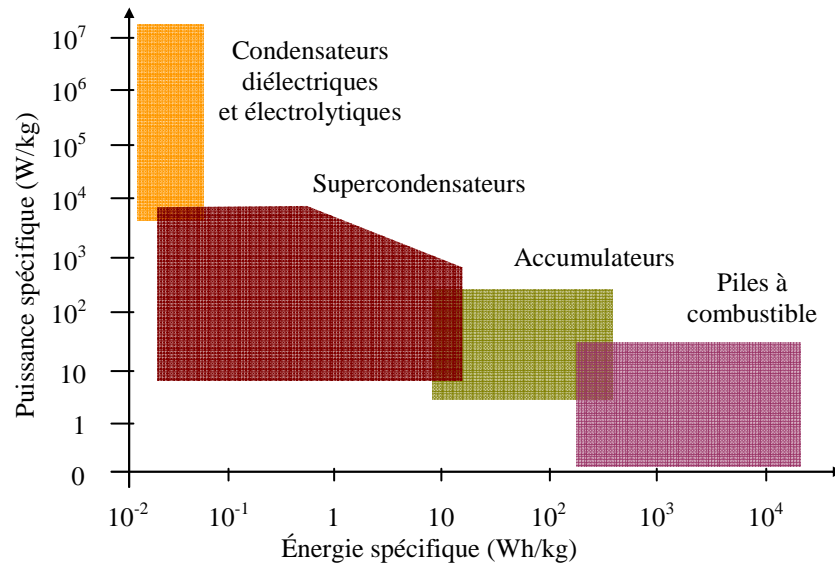 Condensateurs
diélectriques
et électrolytiques
Supercondensateurs
Accumulateurs
Piles à
combustible
Puissance spécifique (W/kg)
10⁷
10⁶
10⁵
10⁴
10³
10²
10
1
0
10⁻² 10⁻¹ 1 10 10² 10³ 10⁴
Énergie spécifique (Wh/kg)